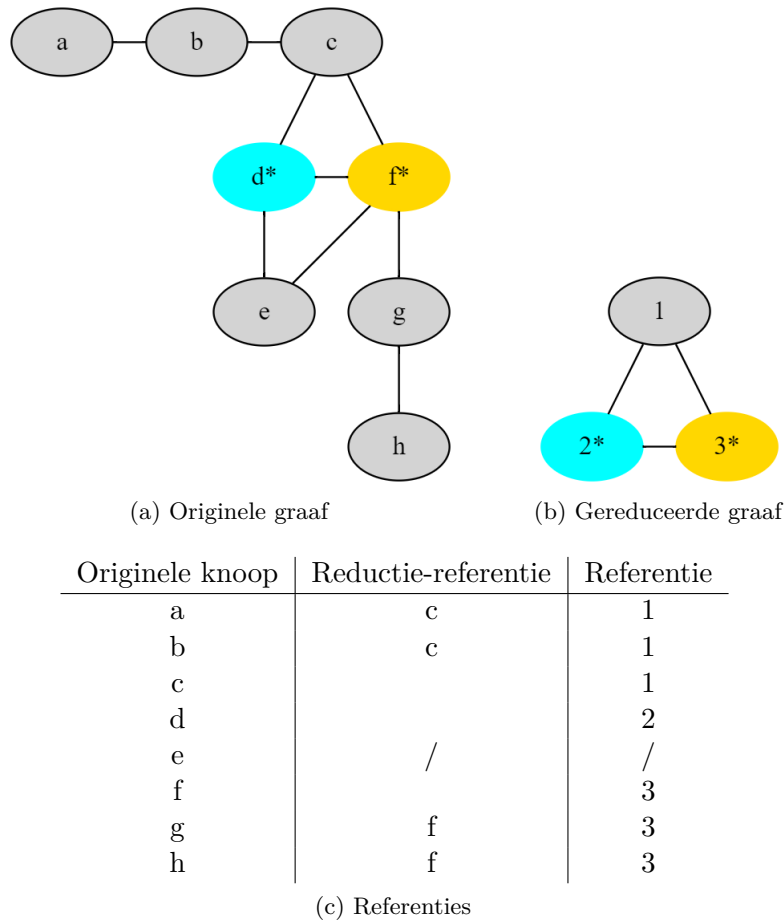 a b c
d* f*
e g
1
h
2* 3*
(a) Originele graaf
(b) Gereduceerde graaf
Originele knoop Reductie-referentie Referentie
a c 1
b c 1
c 1
d 2
e / /
f 3
g f 3
h f 3
(c) Referenties